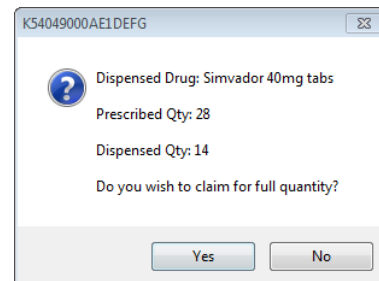 K54049000AE1DEFG
Dispensed Drug: Simvador 40mg tabs
Prescribed Qty: 28
Dispensed Qty: 14
Do you wish to claim for full quantity?
Yes
No